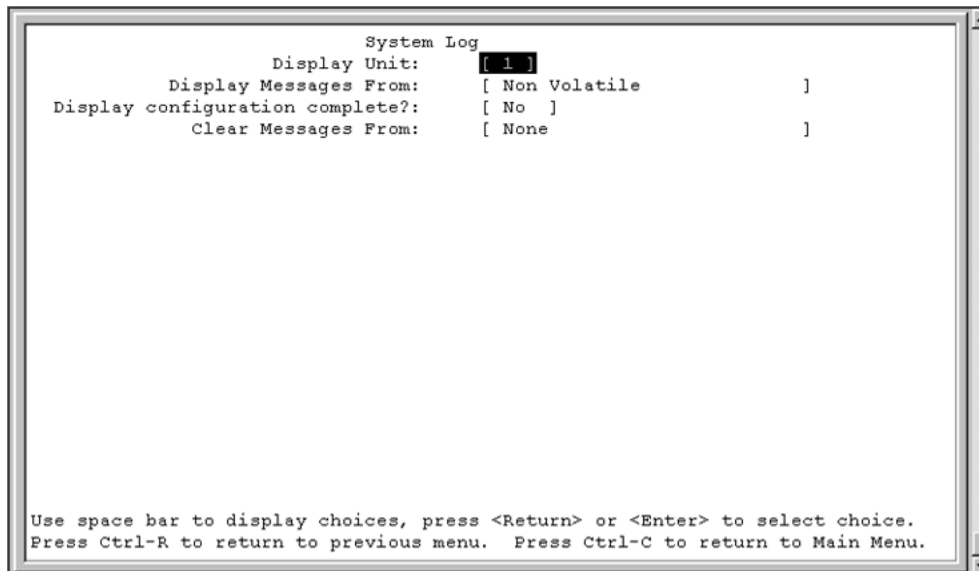 System Log
Display Unit: [ 1 ]
Display Messages From: [ Non Volatile ]
Display configuration complete?: [ No ]
Clear Messages From: [ None ]
Use space bar to display choices, press <Return> or <Enter> to select choice.
Press Ctrl-R to return to previous menu. Press Ctrl-C to return to Main Menu.